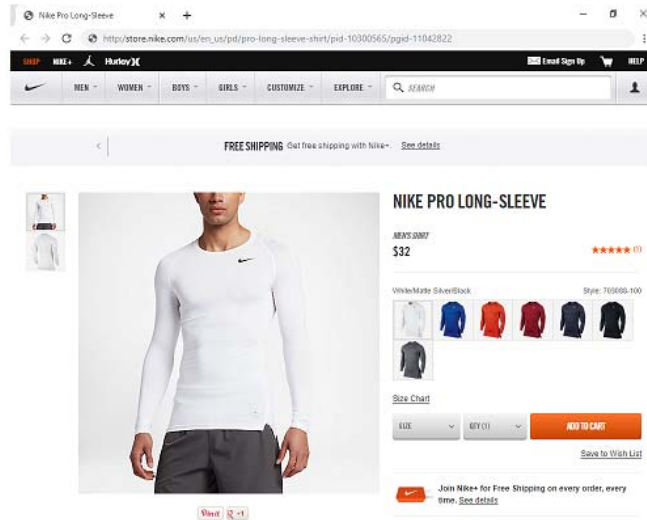 Nike Pro Long-Sleeve
http://store.nike.com/us/en_us/pd/pro-long-sleeve-shirt/pid-10300565/pgid-11042822
SHOP NIKE+ Hurley Email Sign Up HELP
MEN WOMEN BOYS GIRLS CUSTOMIZE EXPLORE SEARCH
FREE SHIPPING Get free shipping with Nike+. See details
NIKE PRO LONG-SLEEVE
MEN'S SHIRT
$32 (1)
White/Matte Silver/Black Style: 703088-100
Size Chart
SIZE QTY (1) ADD TO CART
Save to Wish List
Join Nike+ for Free Shipping on every order, every
time. See details
Pin it +1